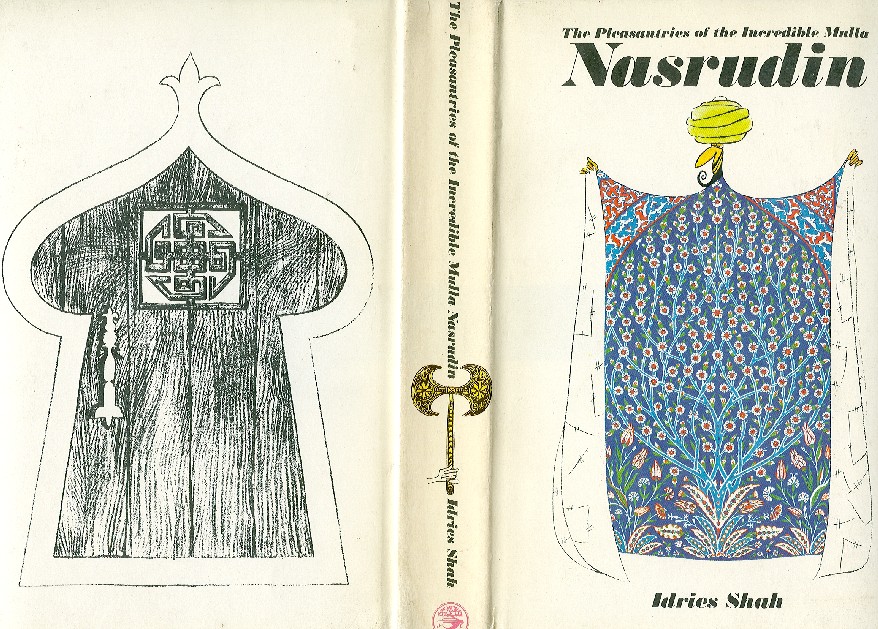 The Pleasantries of the Incredible Mulla Nasrudin
Idries Shah
The Pleasantries of the Incredible Mulla
Nasrudin
Idries Shah